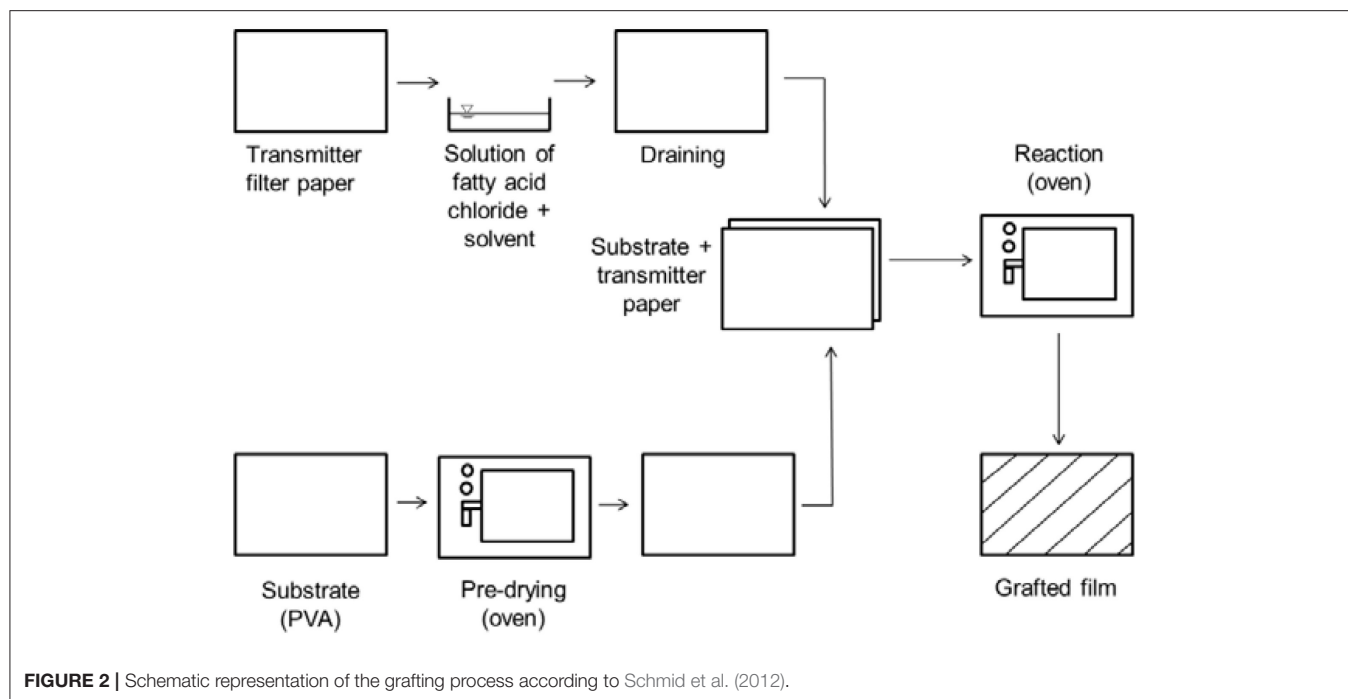 Transmitter
filter paper
Solution of
fatty acid
chloride +
solvent
Draining
Substrate +
transmitter
paper
Reaction
(oven)
Substrate
(PVA)
Pre-drying
(oven)
Grafted film
FIGURE 2 | Schematic representation of the grafting process according to Schmid et al. (2012).